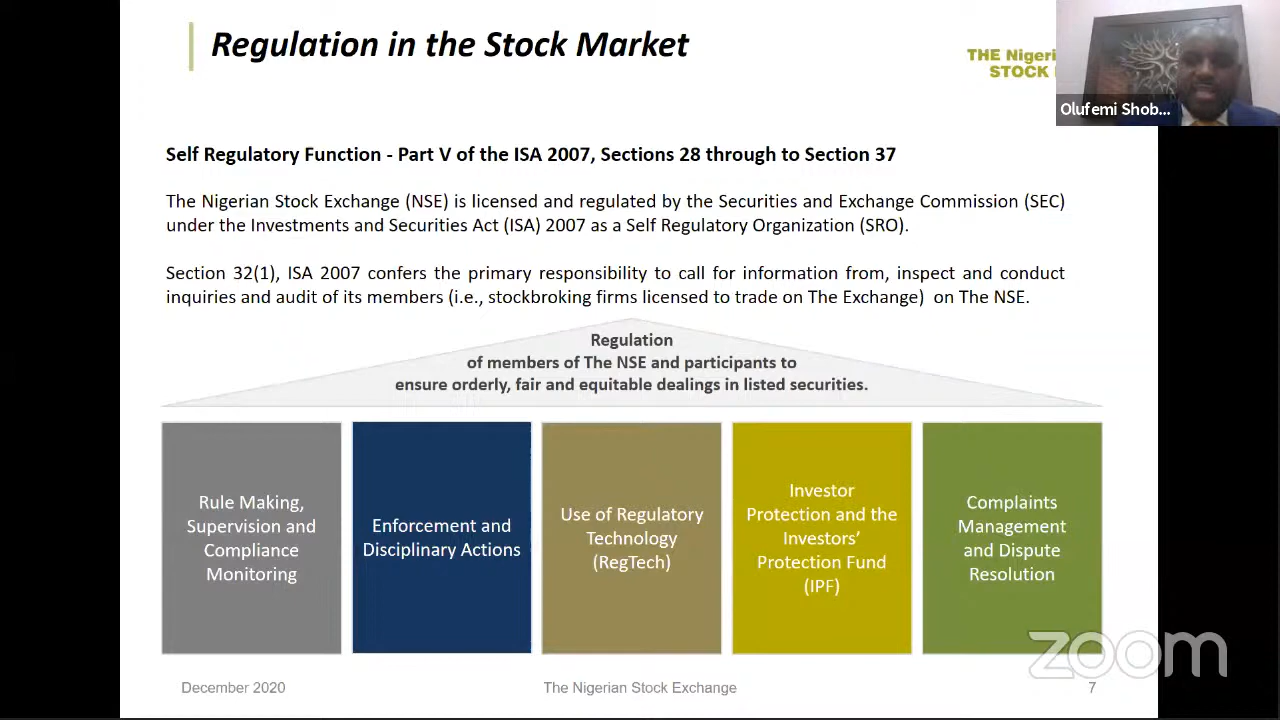 Regulation in the Stock Market
THE Nigeri
STOCK
Olufemi Shob...
Self Regulatory Function - Part V of the ISA 2007, Sections 28 through to Section 37
The Nigerian Stock Exchange (NSE) is licensed and regulated by the Securities and Exchange Commission (SEC)
under the Investments and Securities Act (ISA) 2007 as a Self Regulatory Organization (SRO).
Section 32(1), ISA 2007 confers the primary responsibility to call for information from, inspect and conduct
inquiries and audit of its members (i.e., stockbroking firms licensed to trade on The Exchange) on The NSE.
Regulation
of members of The NSE and participants to
ensure orderly, fair and equitable dealings in listed securities.
Rule Making,
Supervision and
Compliance
Monitoring
Enforcement and
Disciplinary Actions
Use of Regulatory
Technology
(RegTech)
Investor
Protection and the
Investors’
Protection Fund
(IPF)
Complaints
Management
and Dispute
Resolution
zoom
December 2020
The Nigerian Stock Exchange
7